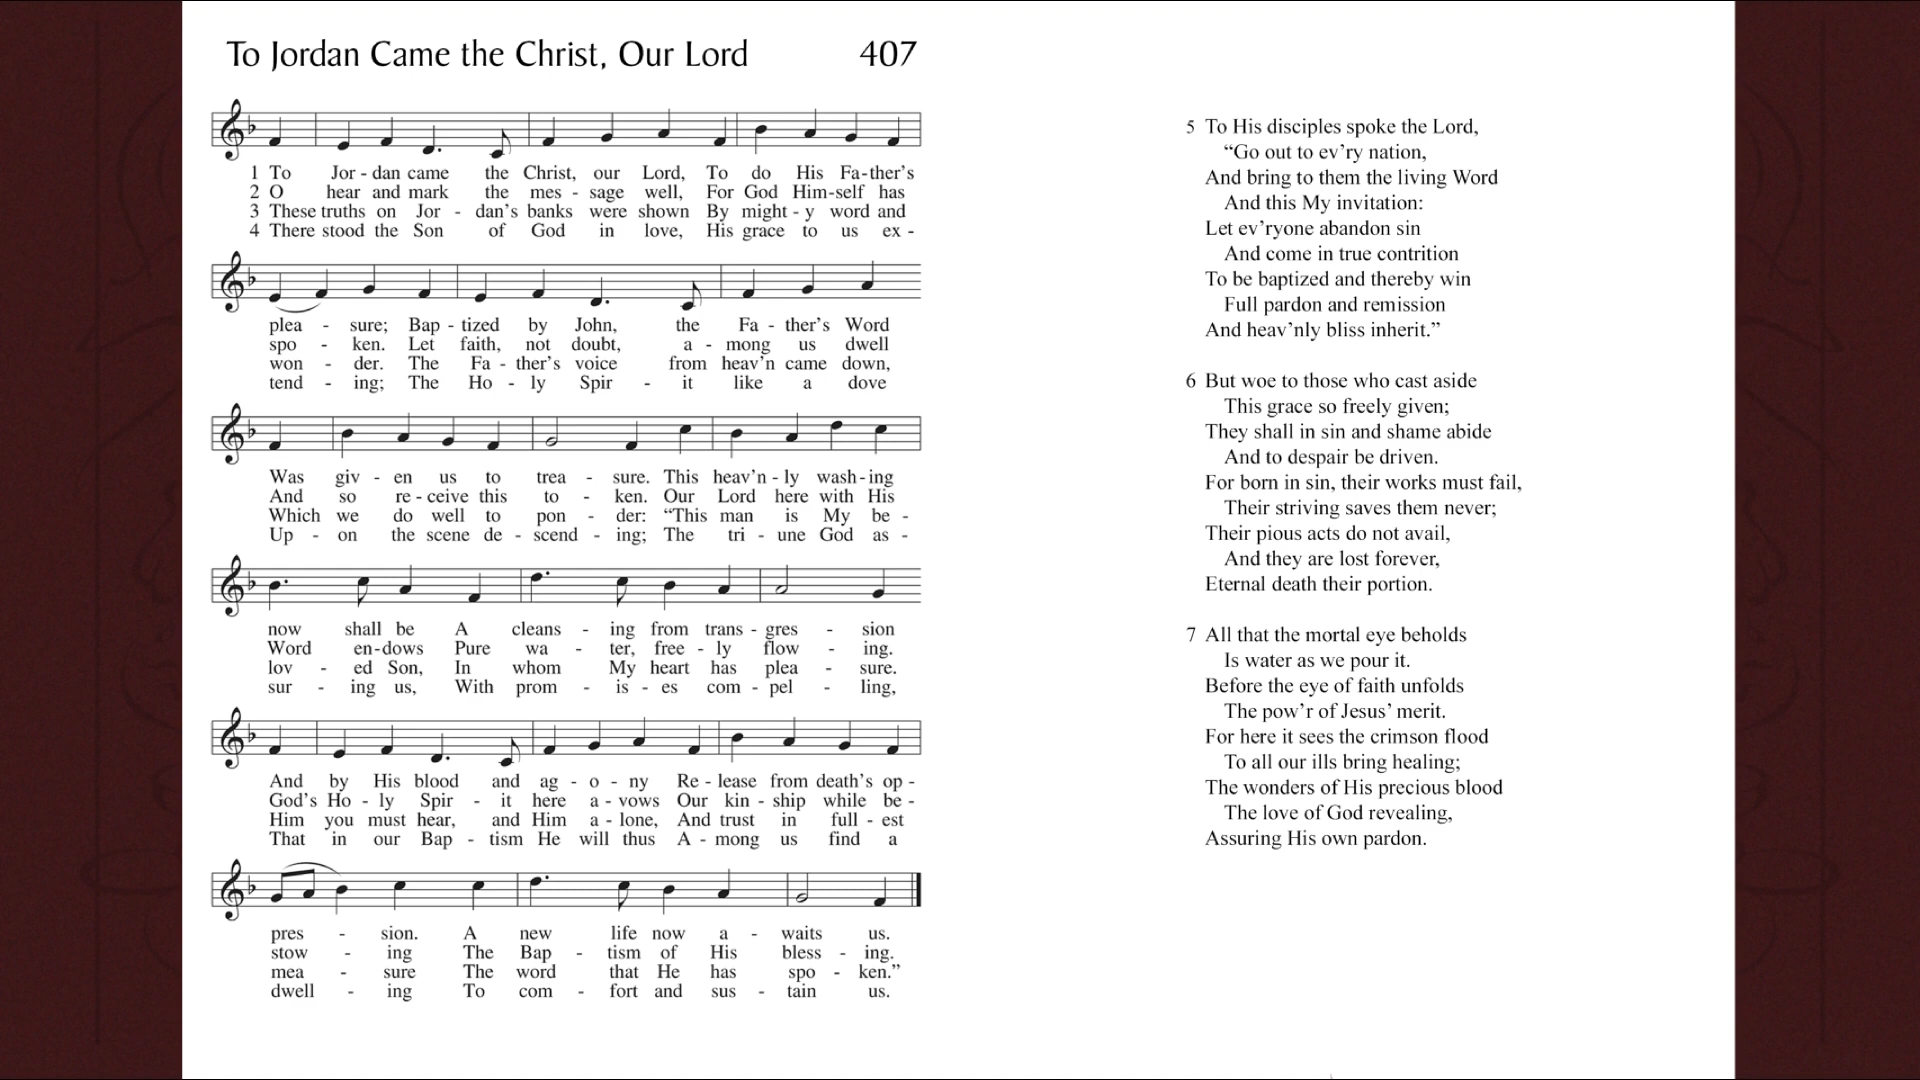 To Jordan Came the Christ, Our Lord 407
1 To Jor - dan came the Christ, our Lord, To do His Fa - ther's
2 O hear and mark the mes - sage well, For God Him - self has
3 These truths on Jor - dan's banks were shown By might - y word and
4 There stood the Son of God in love, His grace to us ex -
plea - sure; Bap - tized by John, the Fa - ther's Word
spo - ken. Let faith, not doubt, a - mong us dwell
won - der. The Fa - ther's voice from heav'n came down,
tend - ing; The Ho - ly Spir - it like a dove
Was giv - en us to trea - sure. This heav'n - ly wash - ing
And so re - ceive this to - ken. Our Lord here with His
Which we do well to pon - der: “This man is My be -
Up - on the scene de - scend - ing; The tri - une God as -
now shall be A cleans - ing from trans - gres - sion
Word en - dows Pure wa - ter, free - ly flow - ing.
lov - ed Son, In whom My heart has plea - sure.
sur - ing us, With prom - is - es com - pel - ling,
And by His blood and ag - o - ny Re - lease from death's op -
God's Ho - ly Spir - it here a - vows Our kin - ship while be -
Him you must hear, and Him a - lone, And trust in full - est
That in our Bap - tism He will thus A - mong us find a
pres - sion. A new life now a - waits us.
stow - ing The Bap - tism of His bless - ing.
mea - sure The word that He has spo - ken.”
dwell - ing To com - fort and sus - tain us.
5 To His disciples spoke the Lord,
“Go out to ev'ry nation,
And bring to them the living Word
And this My invitation:
Let ev'ryone abandon sin
And come in true contrition
To be baptized and thereby win
Full pardon and remission
And heav'nly bliss inherit.”
6 But woe to those who cast aside
This grace so freely given;
They shall in sin and shame abide
And to despair be driven.
For born in sin, their works must fail,
Their striving saves them never;
Their pious acts do not avail,
And they are lost forever,
Eternal death their portion.
7 All that the mortal eye beholds
Is water as we pour it.
Before the eye of faith unfolds
The pow'r of Jesus' merit.
For here it sees the crimson flood
To all our ills bring healing;
The wonders of His precious blood
The love of God revealing,
Assuring His own pardon.